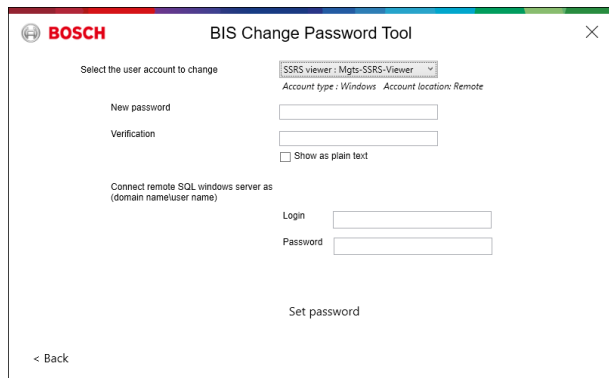 BOSCH
BIS Change Password Tool
Select the user account to change
SSRS viewer : Mgts-SSRS-Viewer
Account type : Windows Account location: Remote
New password
Verification
Show as plain text
Connect remote SQL windows server as
(domain name\user name)
Login
Password
Set password
< Back